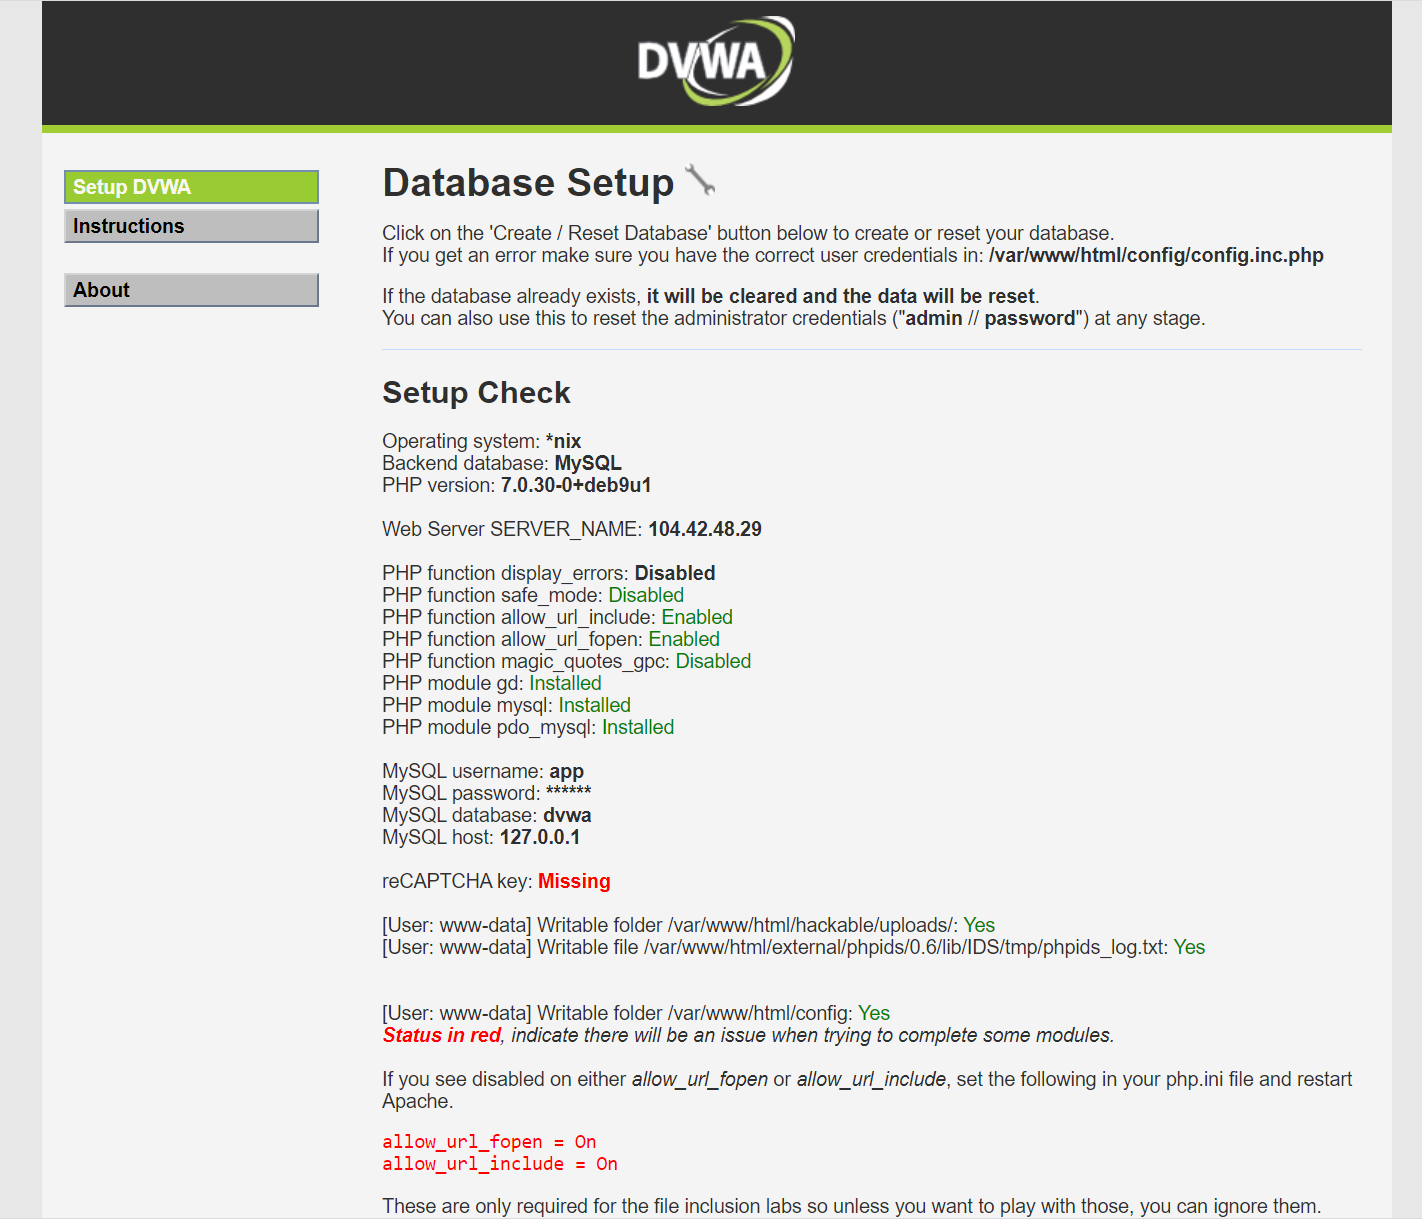 DVWA
Setup DVWA
Instructions
About
Database Setup
Click on the 'Create / Reset Database' button below to create or reset your database.
If you get an error make sure you have the correct user credentials in: /var/www/html/config/config.inc.php
If the database already exists, it will be cleared and the data will be reset.
You can also use this to reset the administrator credentials ("admin // password") at any stage.
Setup Check
Operating system: *nix
Backend database: MySQL
PHP version: 7.0.30-0+deb9u1
Web Server SERVER_NAME: 104.42.48.29
PHP function display_errors: Disabled
PHP function safe_mode: Disabled
PHP function allow_url_include: Enabled
PHP function allow_url_fopen: Enabled
PHP function magic_quotes_gpc: Disabled
PHP module gd: Installed
PHP module mysql: Installed
PHP module pdo_mysql: Installed
MySQL username: app
MySQL password: ******
MySQL database: dvwa
MySQL host: 127.0.0.1
reCAPTCHA key: Missing
[User: www-data] Writable folder /var/www/html/hackable/uploads/: Yes
[User: www-data] Writable file /var/www/html/external/phpids/0.6/lib/IDS/tmp/phpids_log.txt: Yes
[User: www-data] Writable folder /var/www/html/config: Yes
Status in red, indicate there will be an issue when trying to complete some modules.
If you see disabled on either allow_url_fopen or allow_url_include, set the following in your php.ini file and restart
Apache.
allow_url_fopen = On
allow_url_include = On
These are only required for the file inclusion labs so unless you want to play with those, you can ignore them.